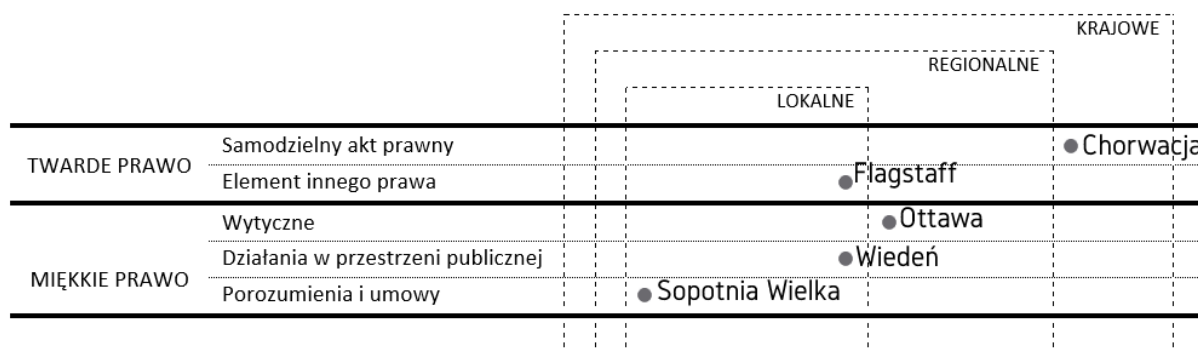 KRAJOWE
REGIONALNE
LOKALNE
TWARDE PRAWO
Samodzielny akt prawny
Chorwacja
Element innego prawa
Flagstaff
MIĘKKIE PRAWO
Wytyczne
Ottawa
Działania w przestrzeni publicznej
Wiedeń
Porozumienia i umowy
Sopotnia Wielka